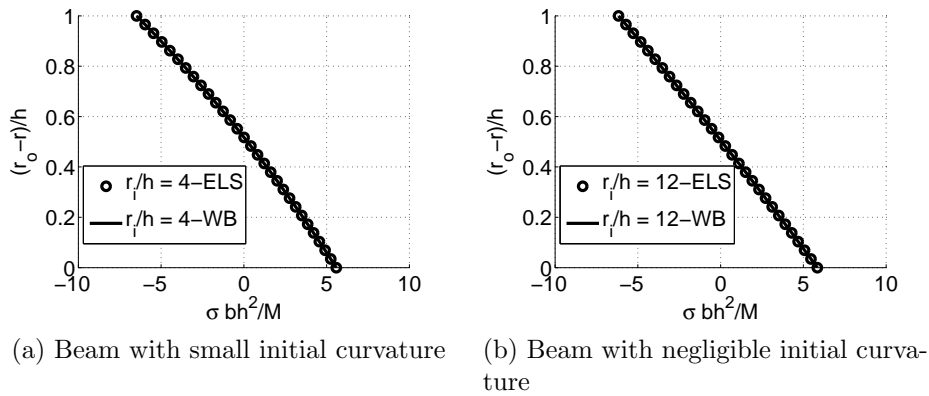 1
0.8
0.6
0.4
0.2
0
−10
−5
0
5
10
(r_o−r)/h
σ bh²/M
r_i/h = 4−ELS
r_i/h = 4−WB
(a) Beam with small initial curvature
1
0.8
0.6
0.4
0.2
0
−10
−5
0
5
10
(r_o−r)/h
σ bh²/M
r_i/h = 12−ELS
r_i/h = 12−WB
(b) Beam with negligible initial curva-
ture